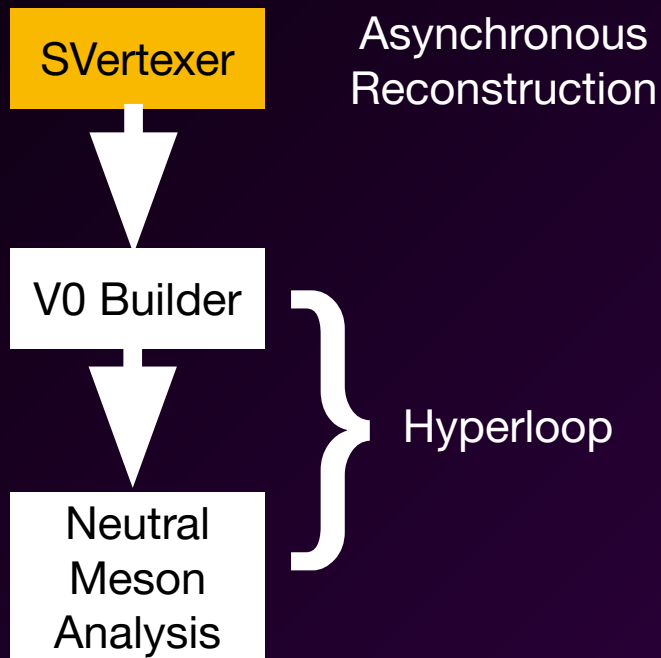 SVertexer
Asynchronous
Reconstruction
V0 Builder
Hyperloop
Neutral
Meson
Analysis